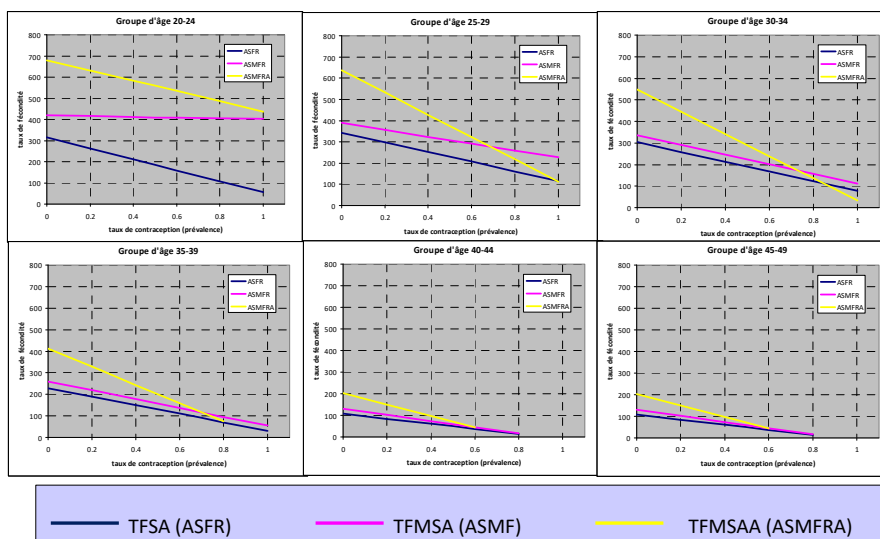 Groupe d'âge 20-24
800
700
600
500
400
300
200
100
0
taux de fécondité
0 0.2 0.4 0.6 0.8 1
taux de contraception (prévalence)
ASFR
ASMFR
ASMFRA
Groupe d'âge 25-29
800
700
600
500
400
300
200
100
0
taux de fécondité
0 0.2 0.4 0.6 0.8 1
taux de contraception (prévalence)
ASFR
ASMFR
ASMFRA
Groupe d'âge 30-34
800
700
600
500
400
300
200
100
0
taux de fécondité
0 0.2 0.4 0.6 0.8 1
taux de contraception (prévalence)
ASFR
ASMFR
ASMFRA
Groupe d'âge 35-39
800
700
600
500
400
300
200
100
0
taux de fécondité
0 0.2 0.4 0.6 0.8 1
taux de contraception (prévalence)
ASFR
ASMFR
ASMFRA
Groupe d'âge 40-44
800
700
600
500
400
300
200
100
0
taux de fécondité
0 0.2 0.4 0.6 0.8 1
taux de contraception (prévalence)
ASFR
ASMFR
ASMFRA
Groupe d'âge 45-49
800
700
600
500
400
300
200
100
0
taux de fécondité
0 0.2 0.4 0.6 0.8 1
taux de contraception (prévalence)
ASFR
ASMFR
ASMFRA
TFSA (ASFR) TFMSA (ASMF) TFMSAA (ASMFRA)